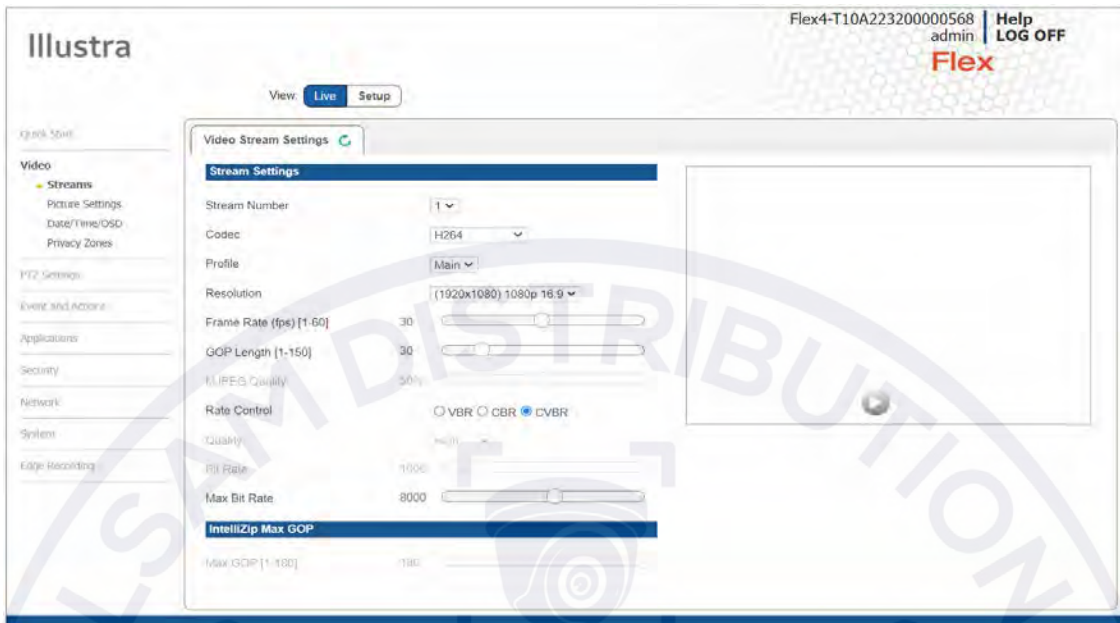 Illustra
Flex4-T10A223200000568
admin
Help
LOG OFF
Flex
View: Live Setup
Quick Start
Video
Streams
Picture Settings
Date/Time/OSD
Privacy Zones
PTZ Settings
Event and Actions
Applications
Security
Network
System
Edge Recording
Video Stream Settings
Stream Settings
Stream Number 1
Codec H264
Profile Main
Resolution (1920x1080) 1080p 16:9
Frame Rate (fps) [1-60] 30
GOP Length [1-150] 30
MJPEG Quality 50%
Rate Control VBR CBR CVBR
Quality
Bit Rate 1000
Max Bit Rate 8000
IntelliZip Max GOP
Max GOP [1-180] 180
LSAM DISTRIBUTION